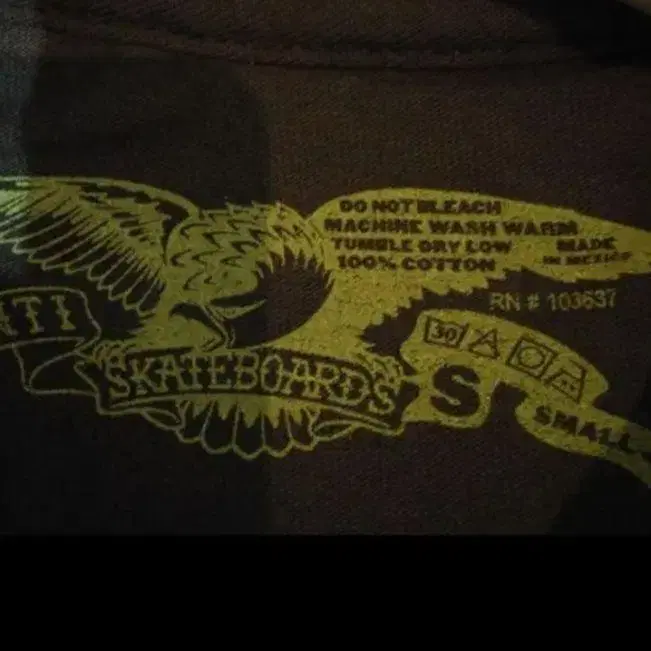 DO NOT BLEACH
MACHINE WASH WARM
TUMBLE DRY LOW
100% COTTON
MADE
IN MEXICO
RN # 103637
ITI
SKATEBOARDS
30
S
SMALL